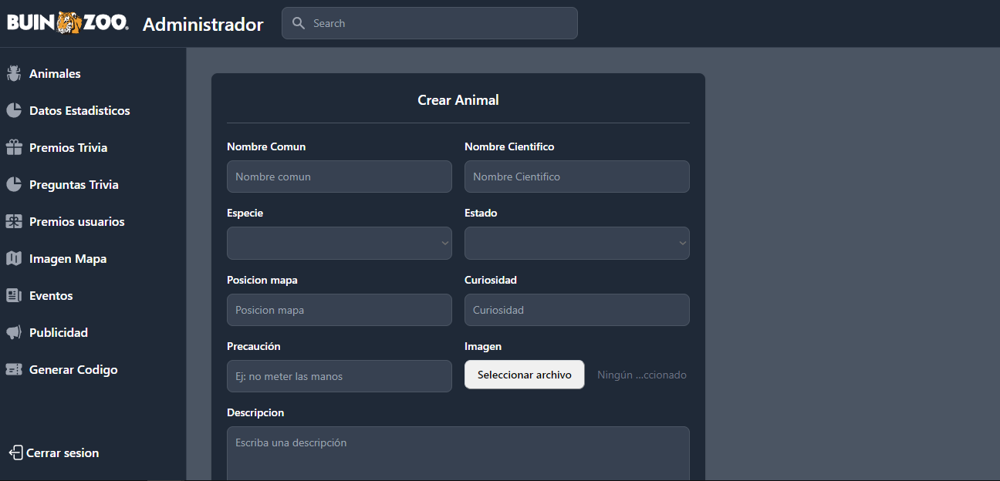 BUIN ZOO. Administrador
Search
Animales
Datos Estadisticos
Premios Trivia
Preguntas Trivia
Premios usuarios
Imagen Mapa
Eventos
Publicidad
Generar Codigo
Cerrar sesion
Crear Animal
Nombre Comun
Nombre comun
Nombre Cientifico
Nombre Cientifico
Especie
Estado
Posicion mapa
Posicion mapa
Curiosidad
Curiosidad
Precaución
Ej: no meter las manos
Imagen
Seleccionar archivo Ningún ...ccionado
Descripcion
Escriba una descripción